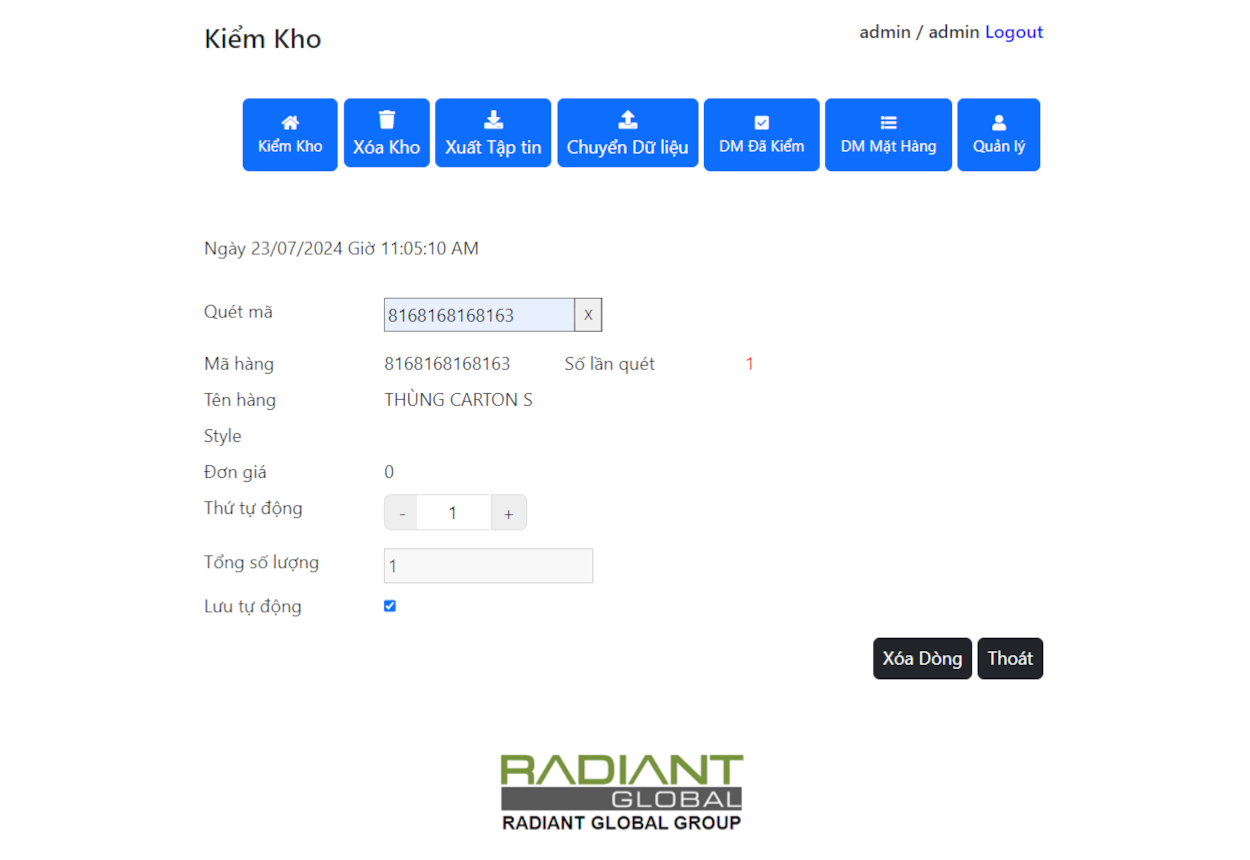 Kiểm Kho
admin / admin Logout
Kiểm Kho
Xóa Kho
Xuất Tập tin
Chuyển Dữ liệu
DM Đã Kiểm
DM Mặt Hàng
Quản lý
Ngày 23/07/2024 Giờ 11:05:10 AM
Quét mã 8168168168163 X
Mã hàng 8168168168163 Số lần quét 1
Tên hàng THÙNG CARTON S
Style
Đơn giá 0
Thứ tự động - 1 +
Tổng số lượng 1
Lưu tự động
Xóa Dòng Thoát
RADIANT
GLOBAL
RADIANT GLOBAL GROUP